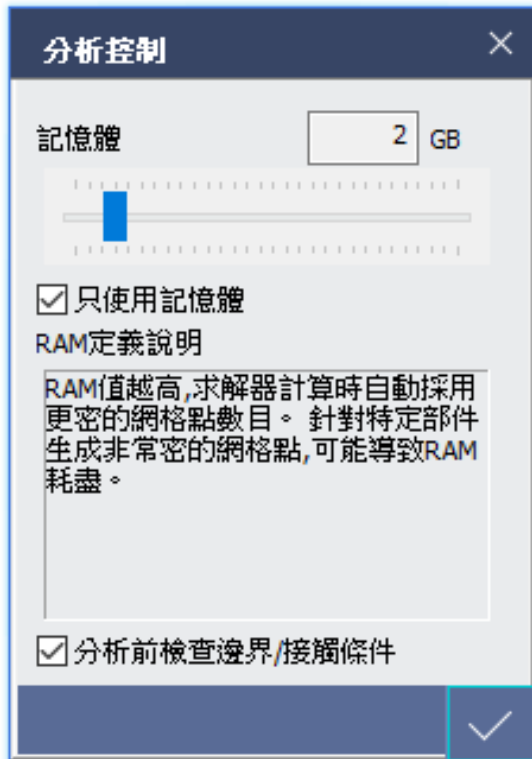 分析控制
記憶體 2 GB
只使用記憶體
RAM定義說明
RAM值越高,求解器計算時自動採用
更密的網格點數目。 針對特定部件
生成非常密的網格點,可能導致RAM
耗盡。
分析前檢查邊界/接觸條件